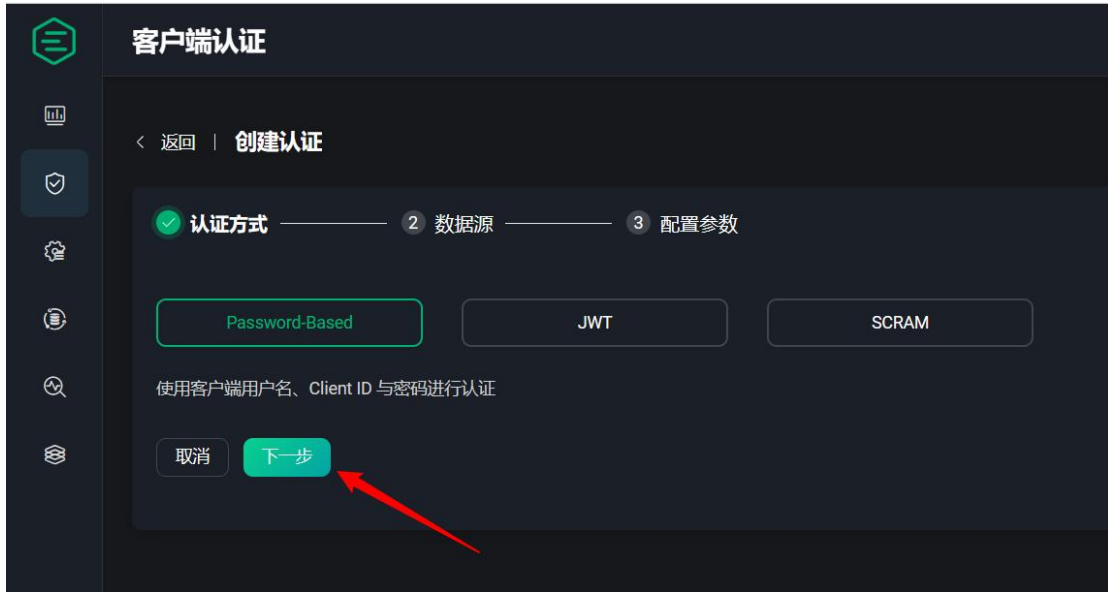 客户端认证
返回 | 创建认证
认证方式 2 数据源 3 配置参数
Password-Based JWT SCRAM
使用客户端用户名、Client ID 与密码进行认证
取消 下一步